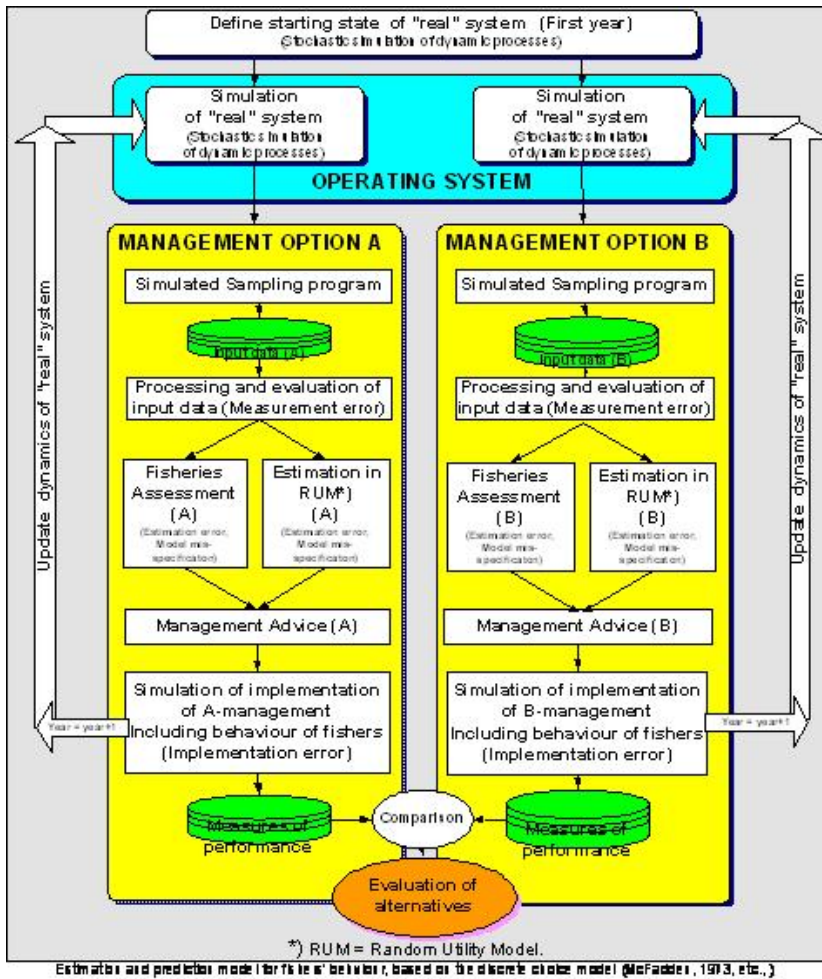 Define starting state of "real" system (First year)
(Stochastic simulation of dynamic processes)
Simulation
of "real" system
(Stochastic simulation
of dynamic processes)
Simulation
of "real" system
(Stochastic simulation
of dynamic processes)
OPERATING SYSTEM
Update dynamics of "real" system
MANAGEMENT OPTION A
Simulated Sampling program
Input data (A)
Processing and evaluation of
input data (Measurement error)
Fisheries
Assessment
(A)
(Estimation error,
Model mis-
specification)
Estimation in
RUM*)
(A)
(Estimation error,
Model mis-
specification)
Management Advice (A)
Simulation of implementation
of A-management
Including behaviour of fishers
(Implementation error)
Year = year+1
Measures of
performance
MANAGEMENT OPTION B
Simulated Sampling program
Input data (B)
Processing and evaluation of
input data (Measurement error)
Fisheries
Assessment
(B)
(Estimation error,
Model mis-
specification)
Estimation in
RUM*)
(B)
(Estimation error,
Model mis-
specification)
Management Advice (B)
Simulation of implementation
of B-management
Including behaviour of fishers
(Implementation error)
Year = year+1
Measures of
performance
Update dynamics of "real" system
Comparison
Evaluation of
alternatives
*) RUM = Random Utility Model.
Estimation and prediction model for fishers' behaviour, based on the discrete choice model (McFadden, 1973, etc.,)